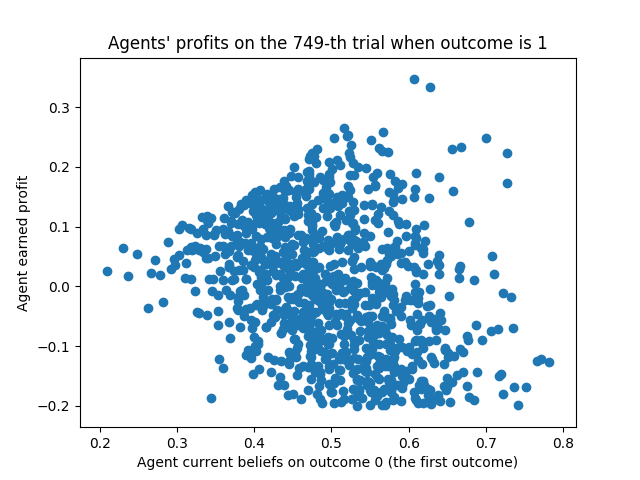 Agents' profits on the 749-th trial when outcome is 1
Agent earned profit
0.3
0.2
0.1
0.0
−0.1
−0.2
0.2 0.3 0.4 0.5 0.6 0.7 0.8
Agent current beliefs on outcome 0 (the first outcome)